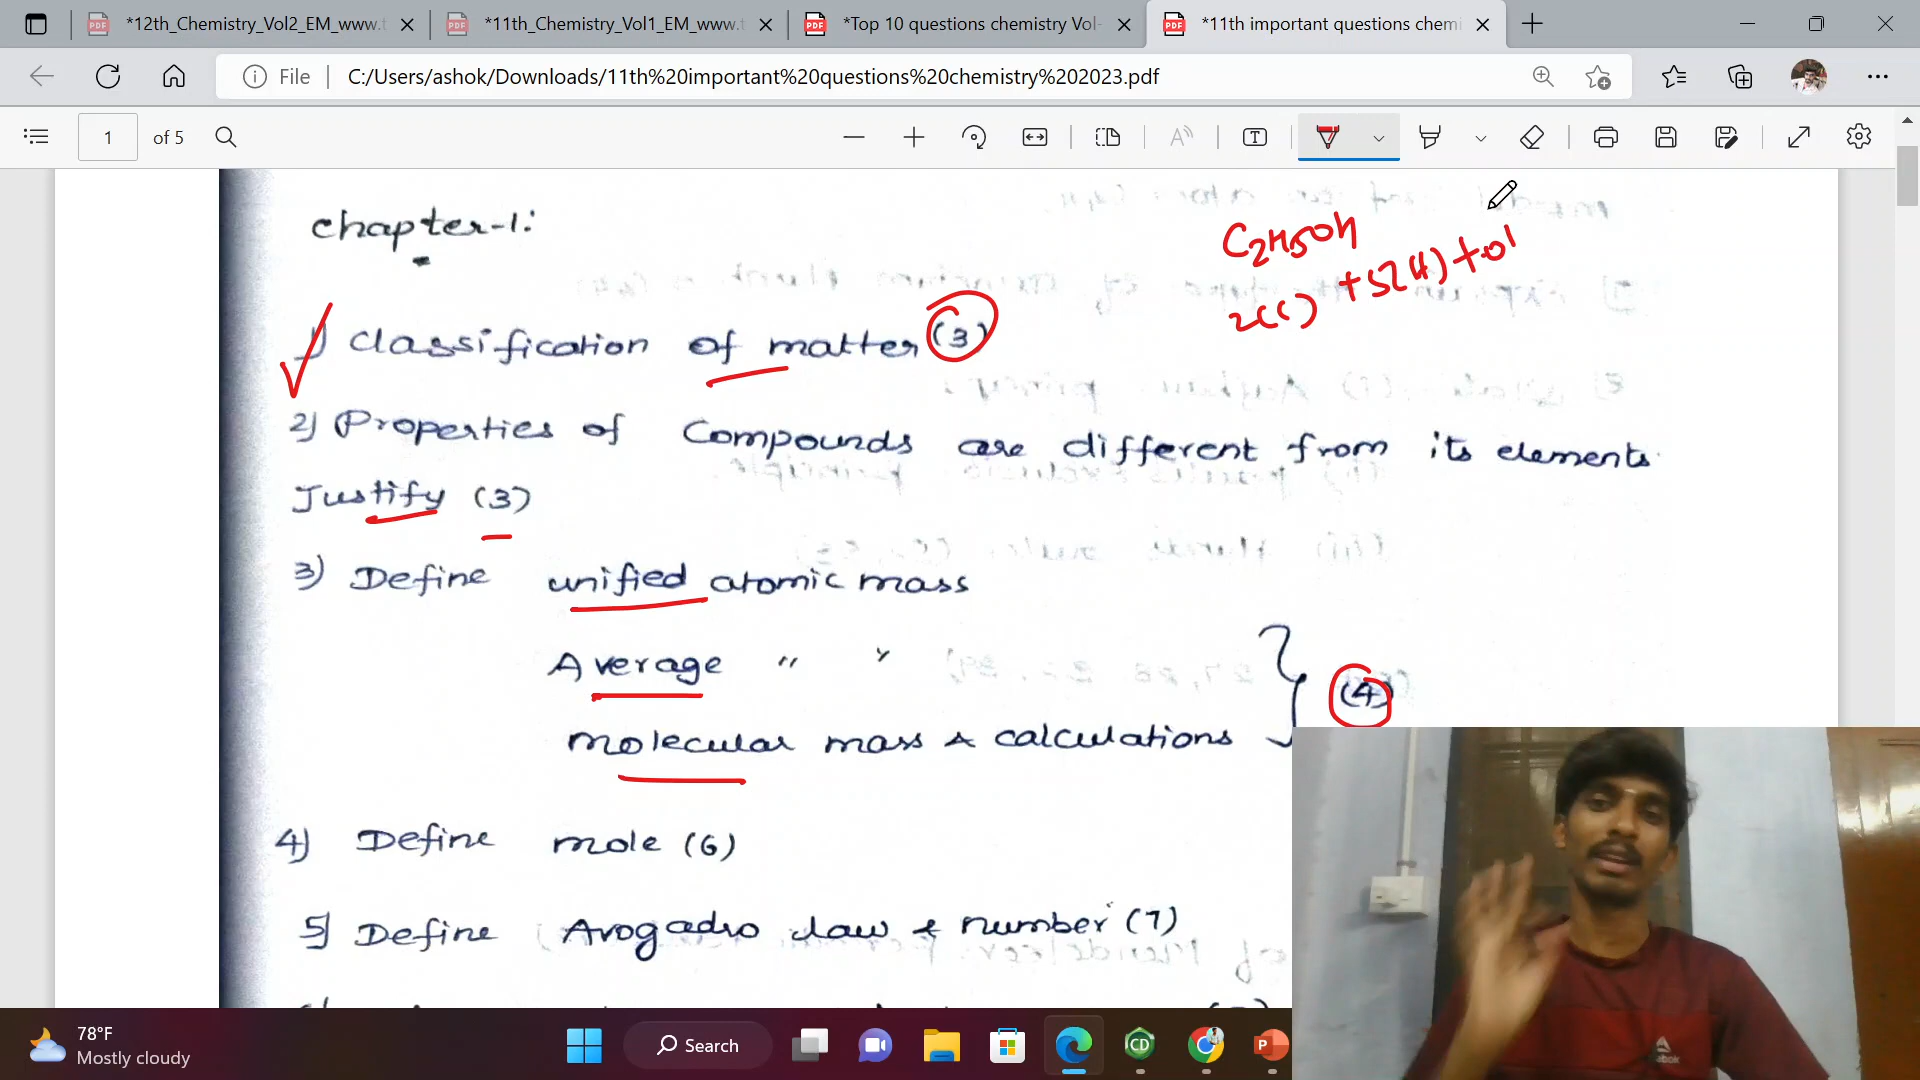 *12th_Chemistry_Vol2_EM_www.t
*11th_Chemistry_Vol1_EM_www.t
*Top 10 questions chemistry Vol-
*11th important questions chemi
File
C:/Users/ashok/Downloads/11th%20important%20questions%20chemistry%202023.pdf
1 of 5
Chapter-1:
C2H5OH
2(C) +5(H)+O
1) Classification of matter (3)
2) Properties of Compounds are different from its elements
Justify (3)
3) Define unified atomic mass
Average " "
molecular mass & calculations
(4)
4) Define mole (6)
5) Define Avogadro law & number (7)
78°F
Mostly cloudy
Search
Reebok